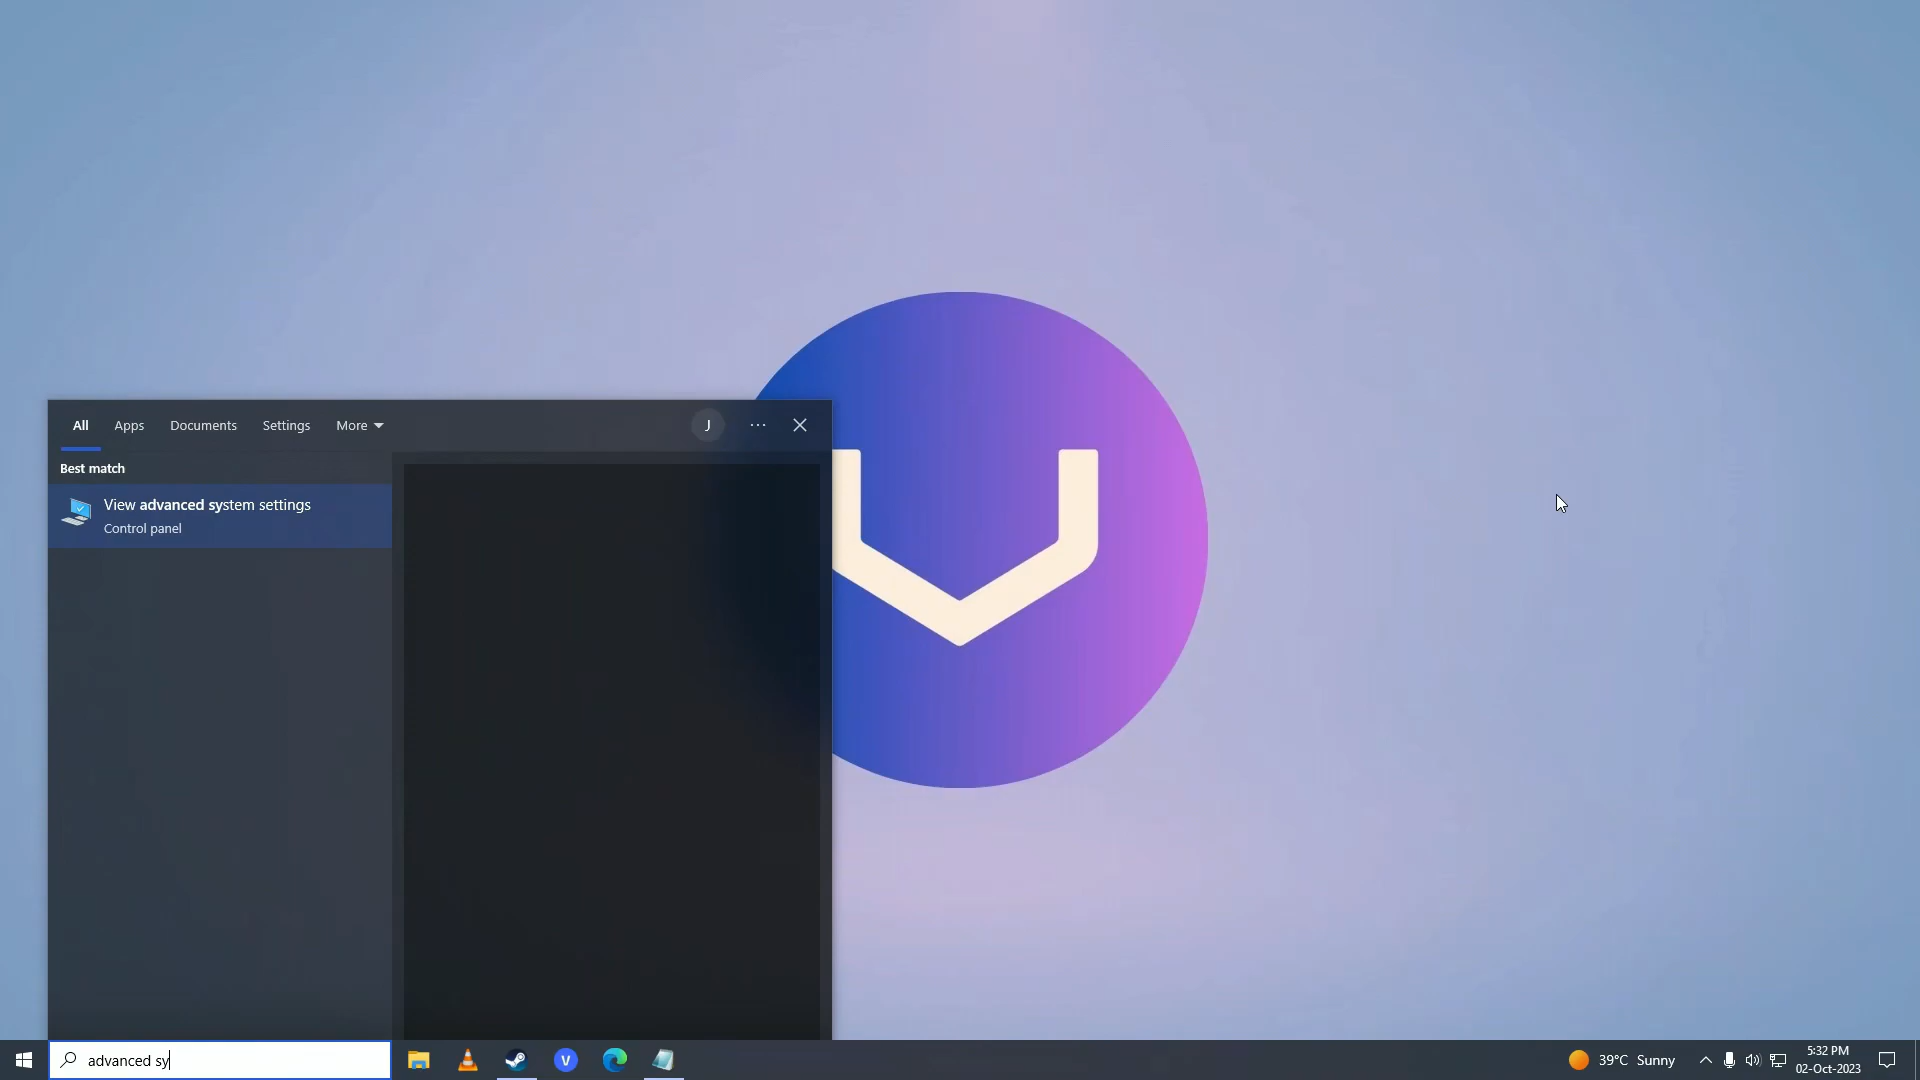 All Apps Documents Settings More J
Best match
View advanced system settings
Control panel
advanced sy
V
39°C Sunny
5:32 PM
02-Oct-2023